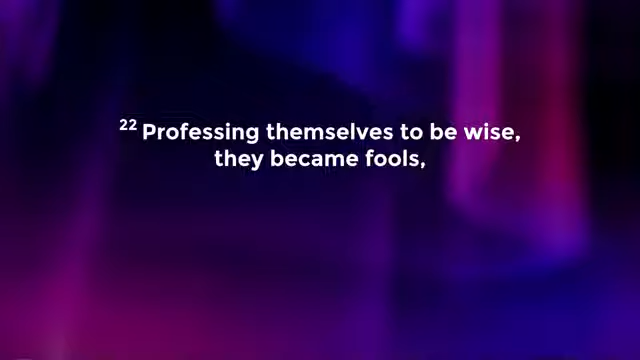 22 Professing themselves to be wise,
they became fools,